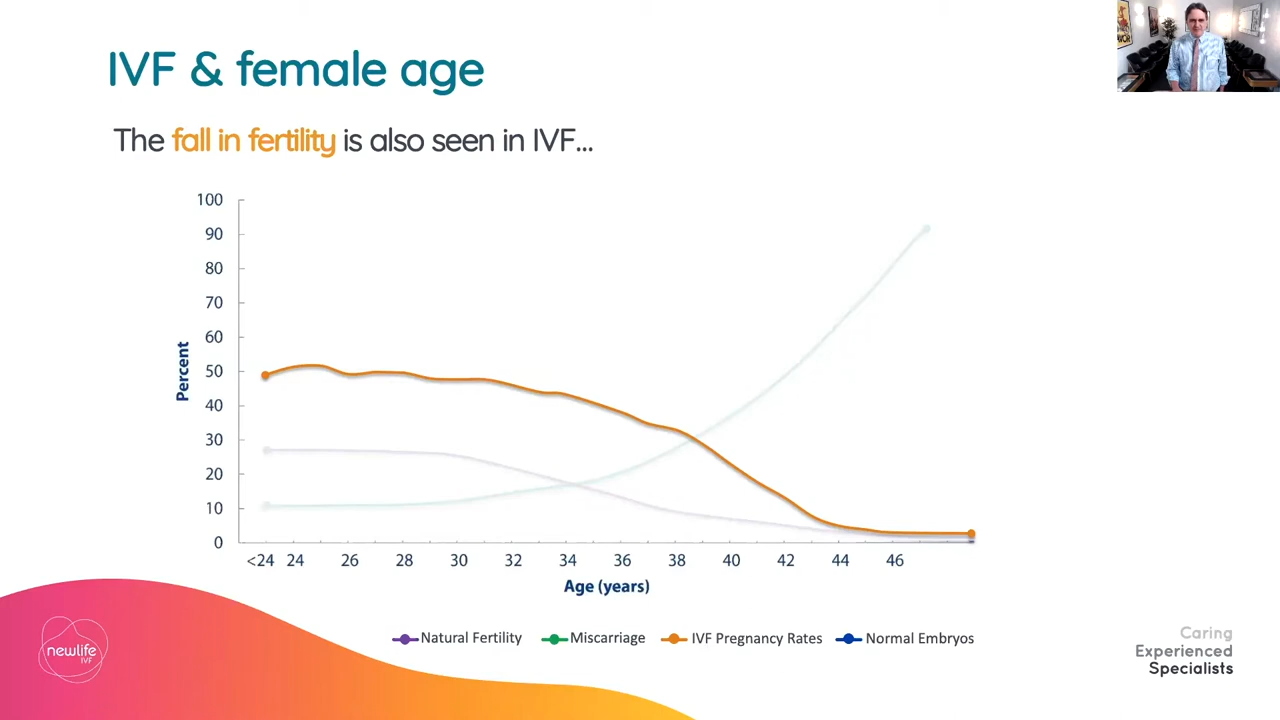 IVF & female age
The fall in fertility is also seen in IVF...
100
90
80
70
60
50
40
30
20
10
0
Percent
<24 24 26 28 30 32 34 36 38 40 42 44 46
Age (years)
Natural Fertility Miscarriage IVF Pregnancy Rates Normal Embryos
newlife
IVF
Caring
Experienced
Specialists